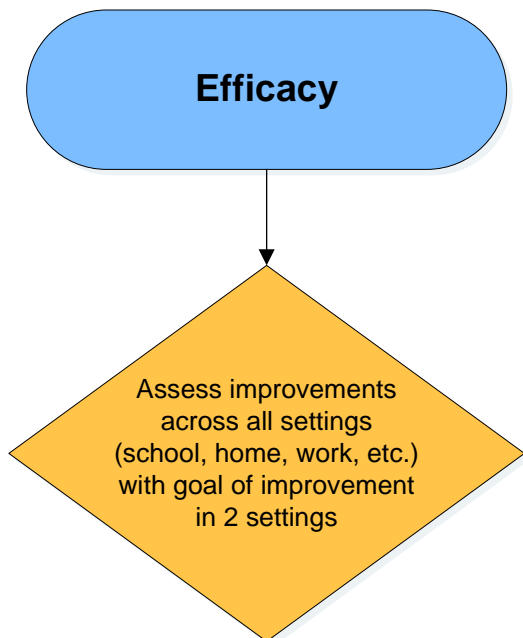 Efficacy
Assess improvements
across all settings
(school, home, work, etc.)
with goal of improvement
in 2 settings